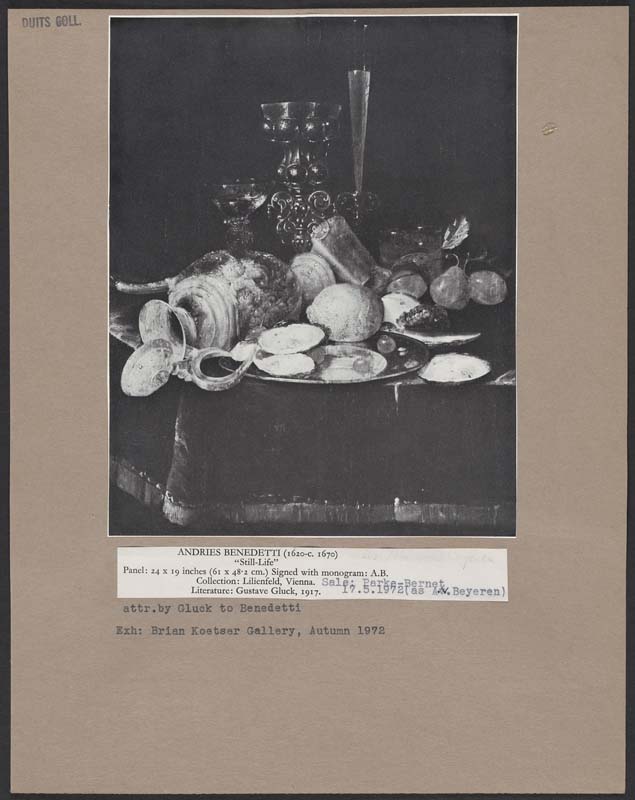 DUITS COLL.
ANDRIES BENEDETTI (1620-c. 1670)
"Still-Life"
Panel: 24 x 19 inches (61 x 48·2 cm.) Signed with monogram: A.B.
Collection: Lilienfeld, Vienna. Sale: Parke-Bernet
Literature: Gustave Gluck, 1917. 17.5.1972(as A.V.Beyeren)
attr.by Gluck to Benedetti
Exh: Brian Koetser Gallery, Autumn 1972